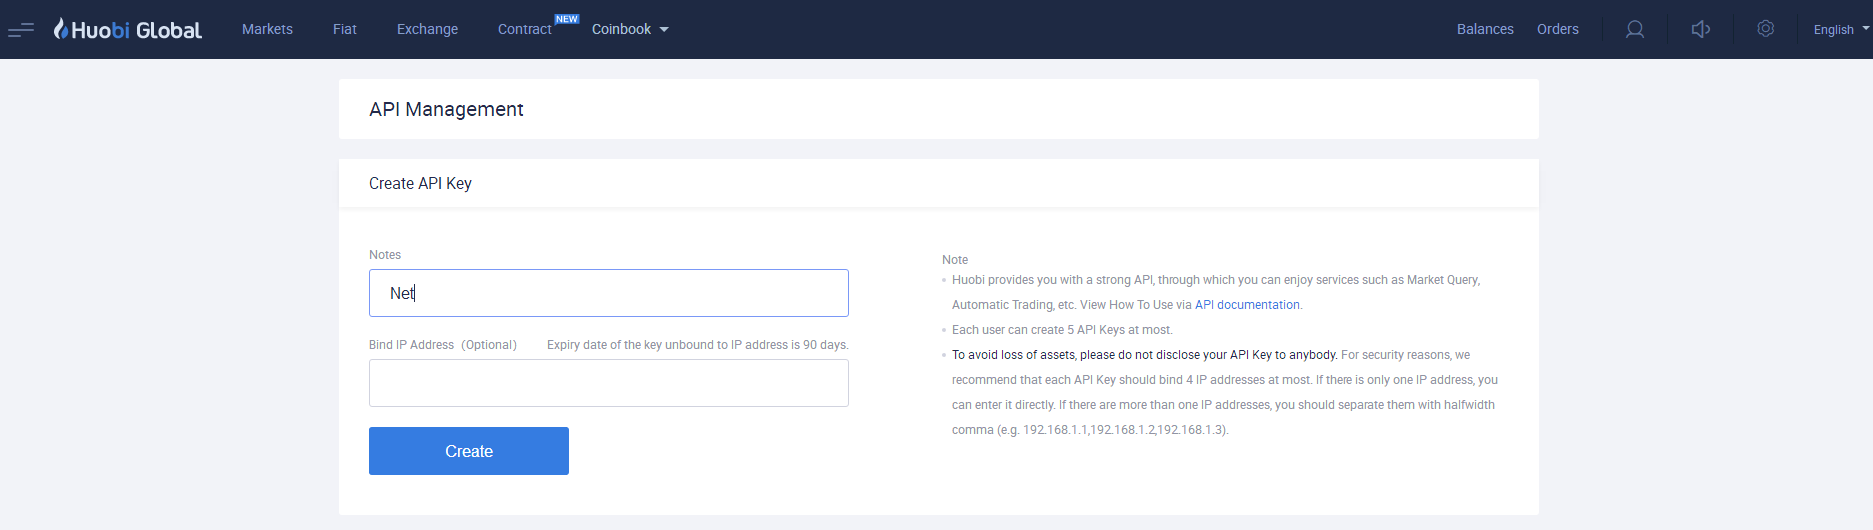 Huobi Global Markets Fiat Exchange Contract NEW Coinbook Balances Orders English
API Management
Create API Key
Notes
Net
Bind IP Address (Optional) Expiry date of the key unbound to IP address is 90 days.
Create
Note
Huobi provides you with a strong API, through which you can enjoy services such as Market Query,
Automatic Trading, etc. View How To Use via API documentation.
Each user can create 5 API Keys at most.
To avoid loss of assets, please do not disclose your API Key to anybody. For security reasons, we
recommend that each API Key should bind 4 IP addresses at most. If there is only one IP address, you
can enter it directly. If there are more than one IP addresses, you should separate them with halfwidth
comma (e.g. 192.168.1.1,192.168.1.2,192.168.1.3).